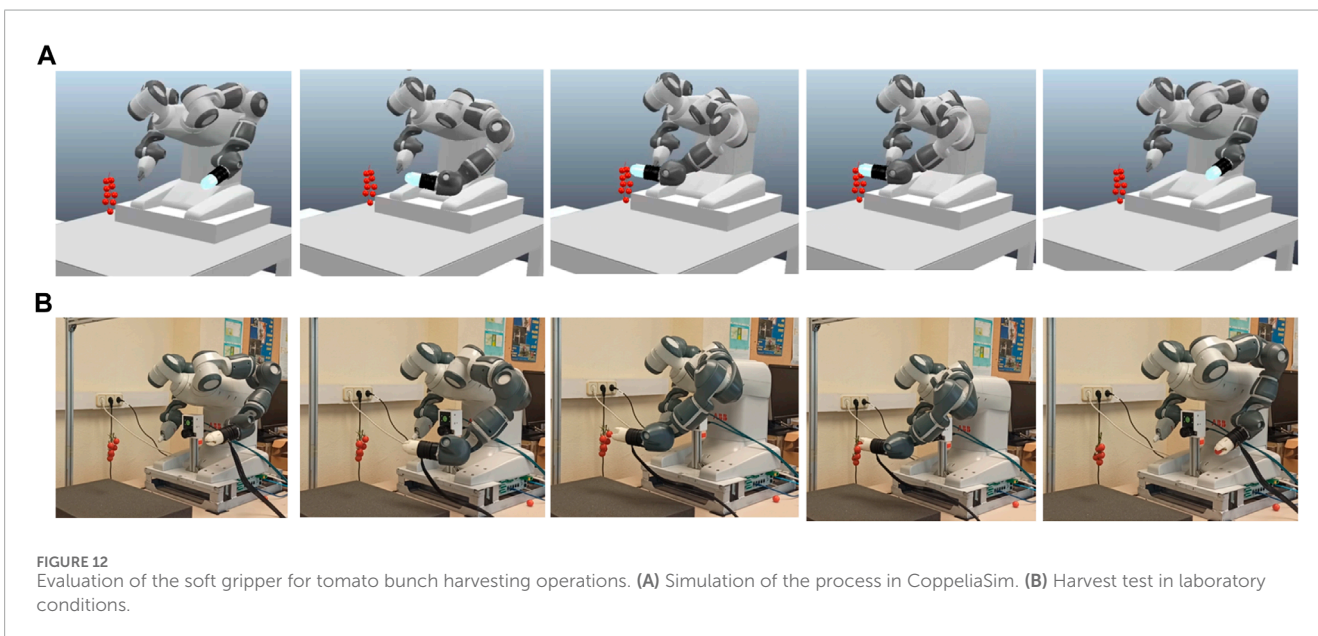 A
B
FIGURE 12
Evaluation of the soft gripper for tomato bunch harvesting operations. (A) Simulation of the process in CoppeliaSim. (B) Harvest test in laboratory
conditions.